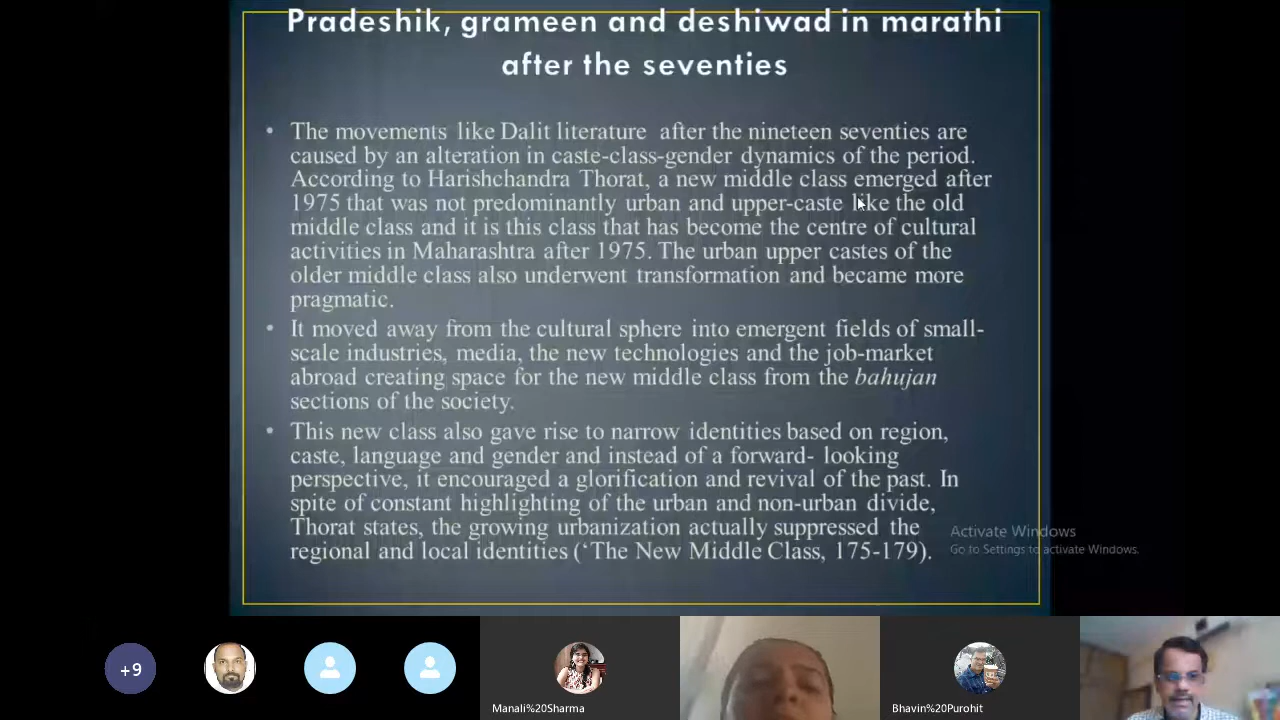 Pradeshik, grameen and deshiwad in marathi
after the seventies
• The movements like Dalit literature after the nineteen seventies are
caused by an alteration in caste-class-gender dynamics of the period.
According to Harishchandra Thorat, a new middle class emerged after
1975 that was not predominantly urban and upper-caste like the old
middle class and it is this class that has become the centre of cultural
activities in Maharashtra after 1975. The urban upper castes of the
older middle class also underwent transformation and became more
pragmatic.
• It moved away from the cultural sphere into emergent fields of small-
scale industries, media, the new technologies and the job-market
abroad creating space for the new middle class from the bahujan
sections of the society.
• This new class also gave rise to narrow identities based on region,
caste, language and gender and instead of a forward- looking
perspective, it encouraged a glorification and revival of the past. In
spite of constant highlighting of the urban and non-urban divide,
Thorat states, the growing urbanization actually suppressed the
regional and local identities (‘The New Middle Class, 175-179).
Activate Windows
Go to Settings to activate Windows.
+9
Manali%20Sharma
Bhavin%20Purohit